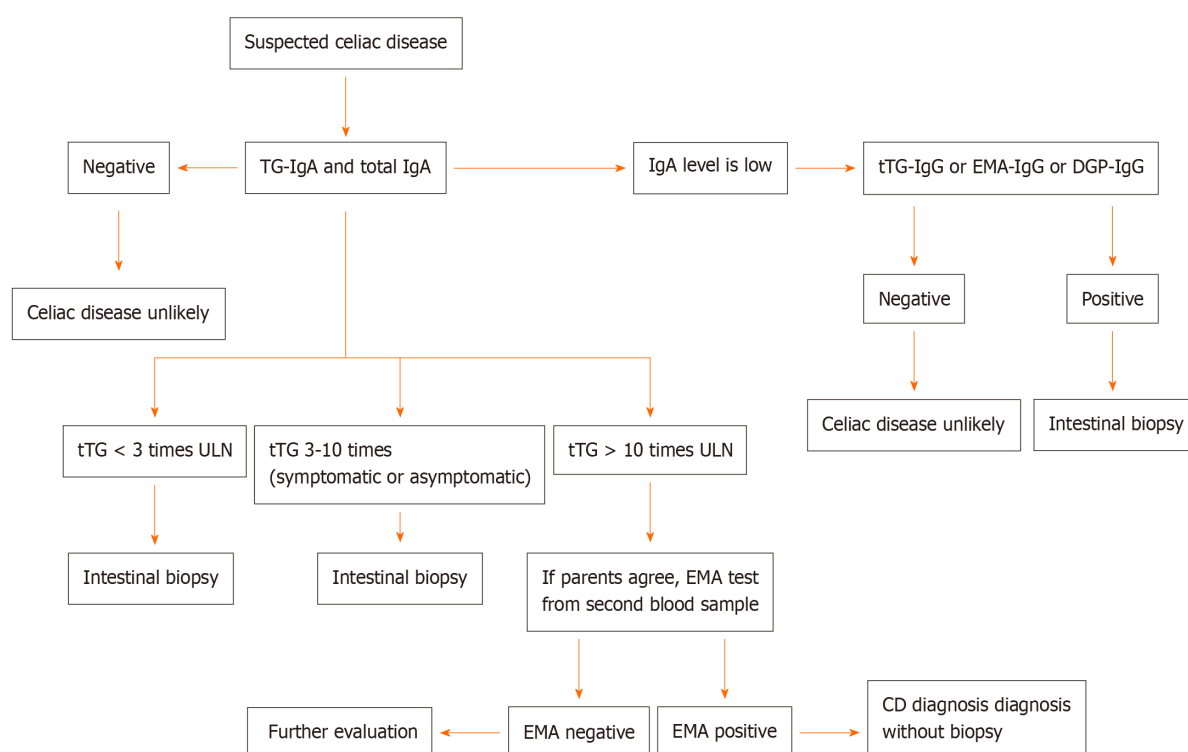 Suspected celiac disease
Negative
TG-IgA and total IgA
IgA level is low
tTG-IgG or EMA-IgG or DGP-IgG
Celiac disease unlikely
Negative
Positive
tTG < 3 times ULN
tTG 3-10 times
(symptomatic or asymptomatic)
tTG > 10 times ULN
Celiac disease unlikely
Intestinal biopsy
Intestinal biopsy
Intestinal biopsy
If parents agree, EMA test
from second blood sample
Further evaluation
EMA negative
EMA positive
CD diagnosis diagnosis
without biopsy